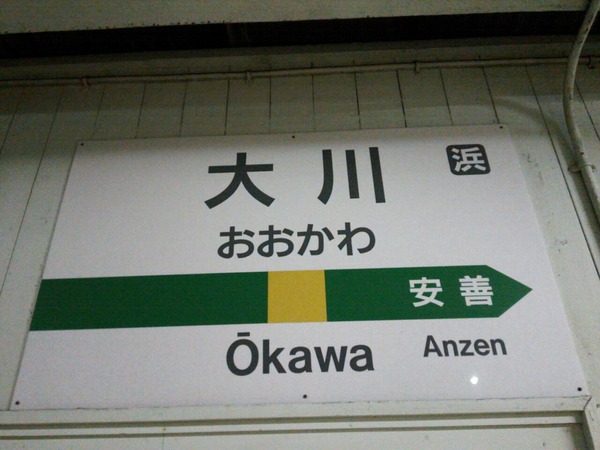 大川
浜
おおかわ
安善
Ōkawa
Anzen